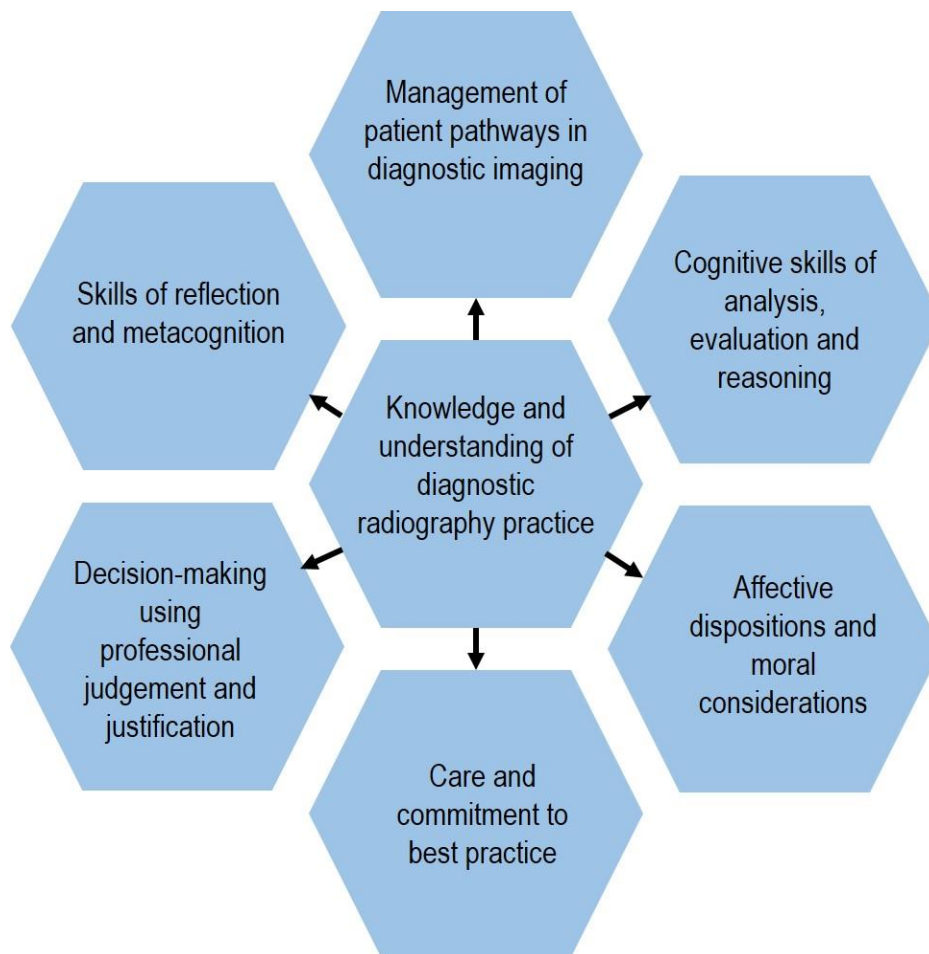 Management of
patient pathways in
diagnostic imaging
Skills of reflection
and metacognition
Cognitive skills of
analysis,
evaluation and
reasoning
Knowledge and
understanding of
diagnostic
radiography practice
Decision-making
using
professional
judgement and
justification
Affective
dispositions and
moral
considerations
Care and
commitment to
best practice